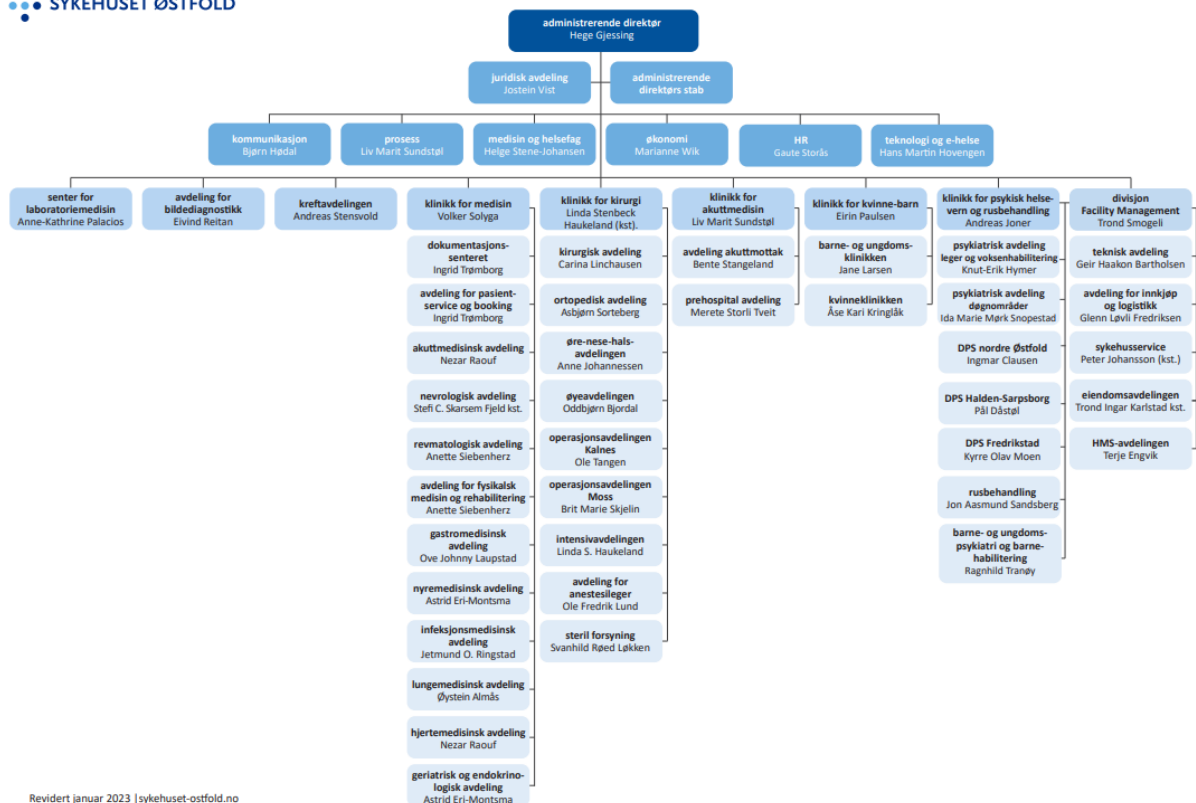 SYKEHUSET ØSTFOLD
administrerende direktør
Hege Gjessing
juridisk avdeling
Jostein Vist
administrerende
direktørs stab
kommunikasjon
Bjørn Hødal
prosess
Liv Marit Sundstøl
medisin og helsefag
Helge Stene-Johansen
økonomi
Marianne Wik
HR
Gaute Storås
teknologi og e-helse
Hans Martin Hovengen
senter for
laboratoriemedisin
Anne-Kathrine Palacios
avdeling for
bildediagnostikk
Eivind Reitan
kreftavdelingen
Andreas Stensvold
klinikk for medisin
Volker Solyga
dokumentasjons-
senteret
Ingrid Trømborg
avdeling for pasient-
service og booking
Ingrid Trømborg
akuttmedisinsk avdeling
Nezar Raouf
nevrologisk avdeling
Stefi C. Skarsem Fjeld kst.
revmatologisk avdeling
Anette Siebenherz
avdeling for fysikalsk
medisin og rehabilitering
Anette Siebenherz
gastromedisinsk
avdeling
Ove Johnny Laupstad
nyremedisinsk avdeling
Astrid Eri-Montsma
infeksjonsmedisinsk
avdeling
Jetmund O. Ringstad
lungemedisinsk avdeling
Øystein Almås
hjertemedisinsk avdeling
Nezar Raouf
geriatrisk og endokrino-
logisk avdeling
Astrid Eri-Montsma
klinikk for kirurgi
Linda Stenbeck
Haukeland (kst).
kirurgisk avdeling
Carina Linchausen
ortopedisk avdeling
Asbjørn Sorteberg
øre-nese-hals-
avdelingen
Anne Johannessen
øyeavdelingen
Oddbjørn Bjordal
operasjonsavdelingen
Kalnes
Ole Tangen
operasjonsavdelingen
Moss
Brit Marie Skjelin
intensivavdelingen
Linda S. Haukeland
avdeling for
anestesileger
Ole Fredrik Lund
steril forsyning
Svanhild Røed Løkken
klinikk for
akuttmedisin
Liv Marit Sundstøl
avdeling akuttmottak
Bente Stangeland
prehospital avdeling
Merete Storli Tveit
klinikk for kvinne-barn
Eirin Paulsen
barne- og ungdoms-
klinikken
Jane Larsen
kvinneklinikken
Åse Kari Kringlåk
klinikk for psykisk helse-
vern og rusbehandling
Andreas Joner
psykiatrisk avdeling
leger og voksenhabilitering
Knut-Erik Hymer
psykiatrisk avdeling
døgnområder
Ida Marie Mørk Snopestad
DPS nordre Østfold
Ingmar Clausen
DPS Halden-Sarpsborg
Pål Dåstøl
DPS Fredrikstad
Kyrre Olav Moen
rusbehandling
Jon Aasmund Sandsberg
barne- og ungdoms-
psykiatri og barne-
habilitering
Ragnhild Tranøy
divisjon
Facility Management
Trond Smogeli
teknisk avdeling
Geir Haakon Bartholsen
avdeling for innkjøp
og logistikk
Glenn Løvli Fredriksen
sykehusservice
Peter Johansson (kst.)
eiendomsavdelingen
Trond Ingar Karlstad kst.
HMS-avdelingen
Terje Engvik
Revidert januar 2023 |sykehuset-ostfold.no